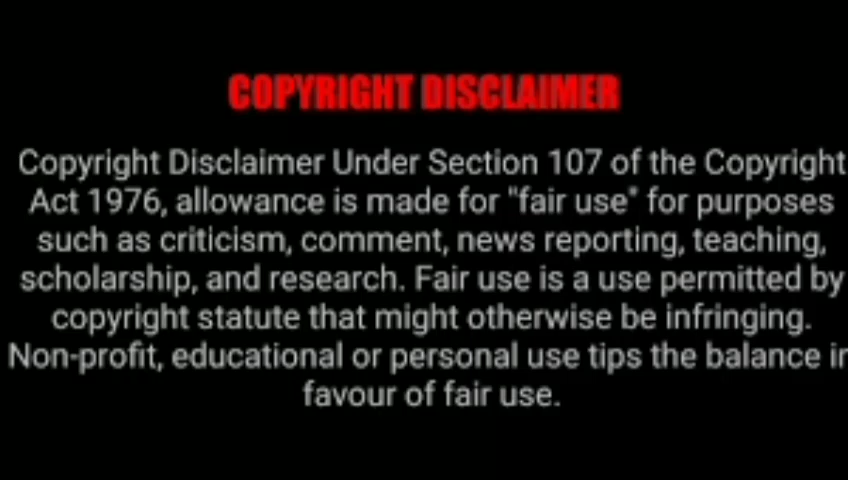 COPYRIGHT DISCLAIMER
Copyright Disclaimer Under Section 107 of the Copyright
Act 1976, allowance is made for "fair use" for purposes
such as criticism, comment, news reporting, teaching,
scholarship, and research. Fair use is a use permitted by
copyright statute that might otherwise be infringing.
Non-profit, educational or personal use tips the balance in
favour of fair use.